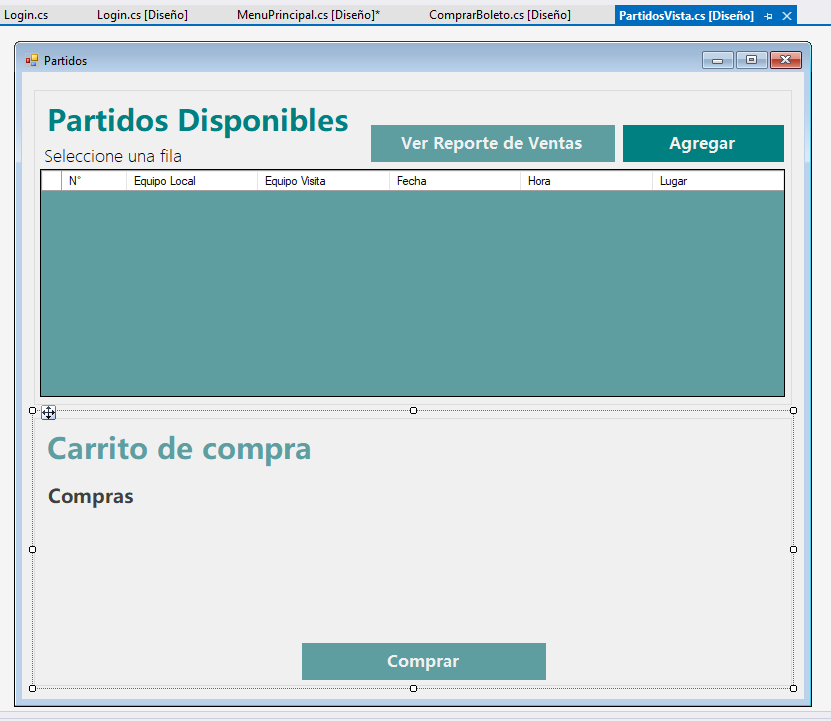 Login.cs Login.cs [Diseño] MenuPrincipal.cs [Diseño]* ComprarBoleto.cs [Diseño] PartidosVista.cs [Diseño]
Partidos
Partidos Disponibles
Ver Reporte de Ventas Agregar
Seleccione una fila
N° Equipo Local Equipo Visita Fecha Hora Lugar
Carrito de compra
Compras
Comprar